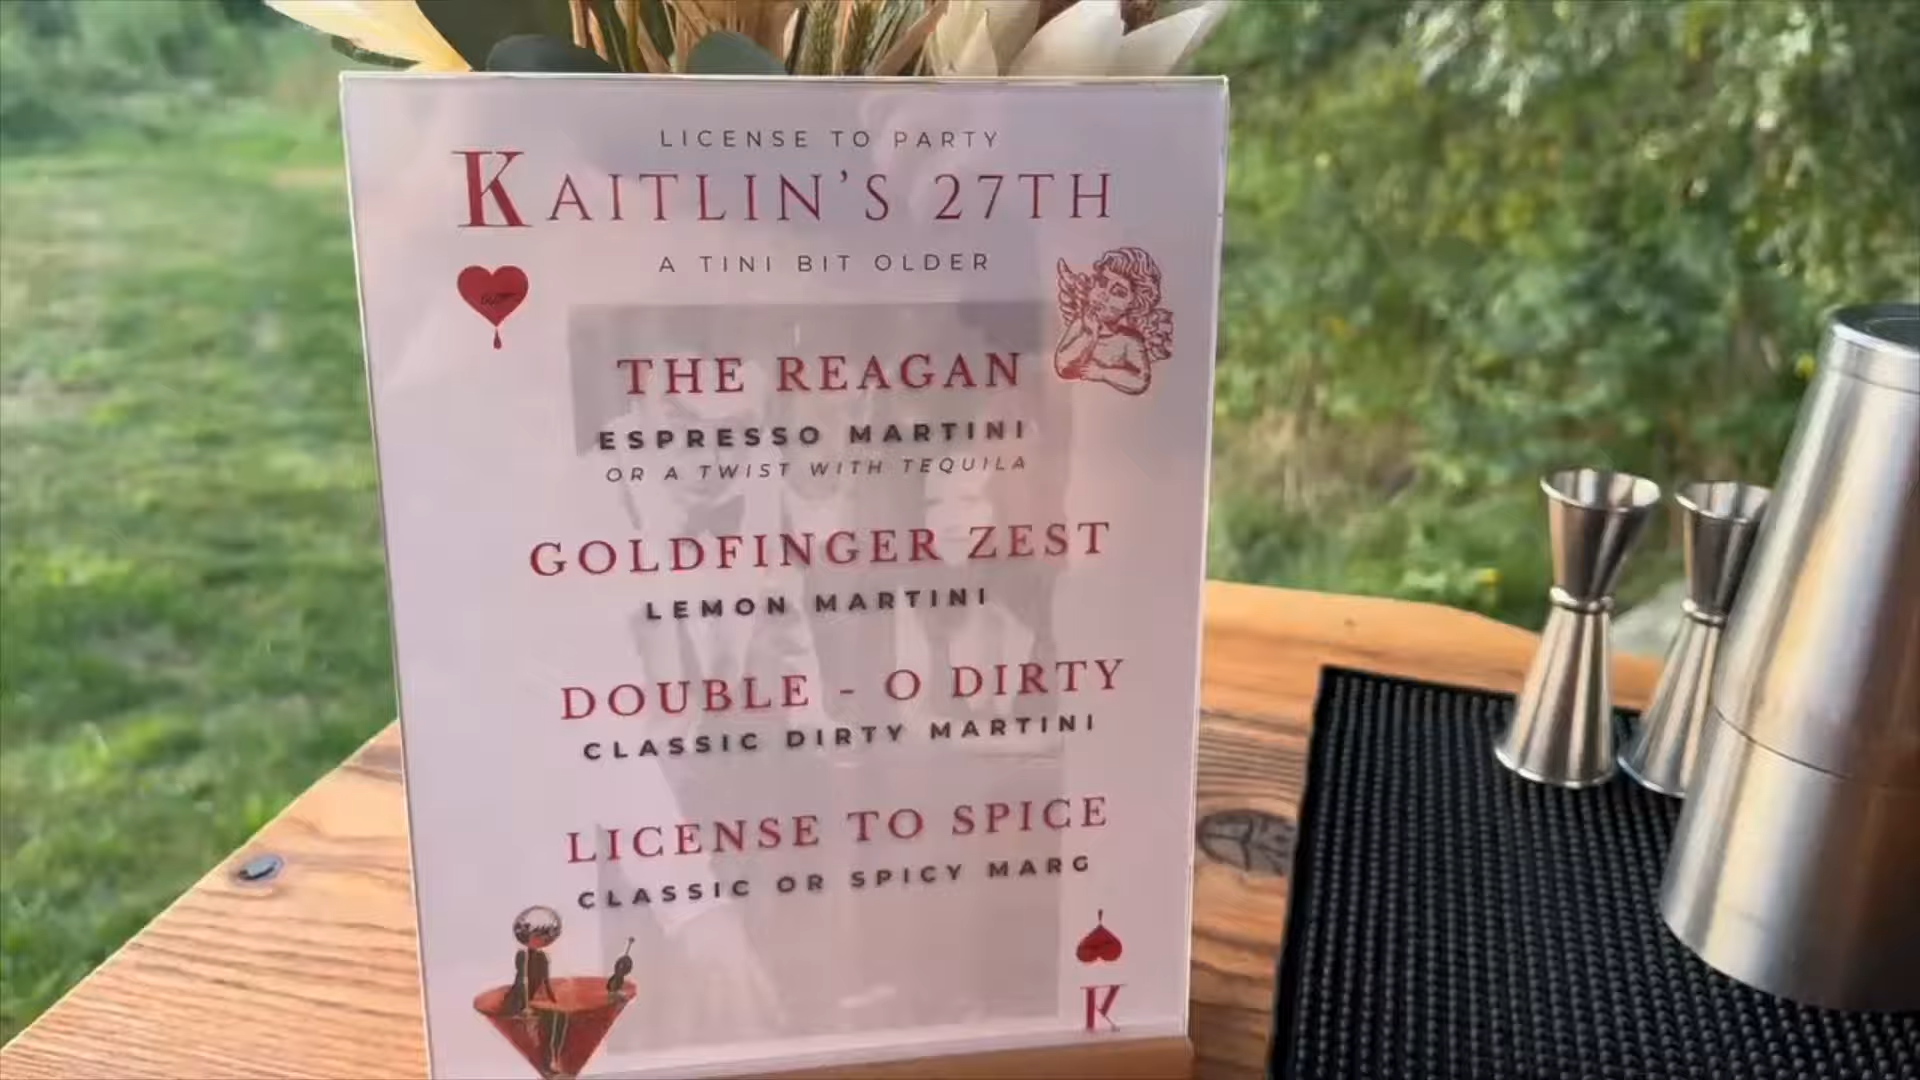 LICENSE TO PARTY
KAITLIN'S 27TH
A TINI BIT OLDER
THE REAGAN
ESPRESSO MARTINI
OR A TWIST WITH TEQUILA
GOLDFINGER ZEST
LEMON MARTINI
DOUBLE - O DIRTY
CLASSIC DIRTY MARTINI
LICENSE TO SPICE
CLASSIC OR SPICY MARG
K